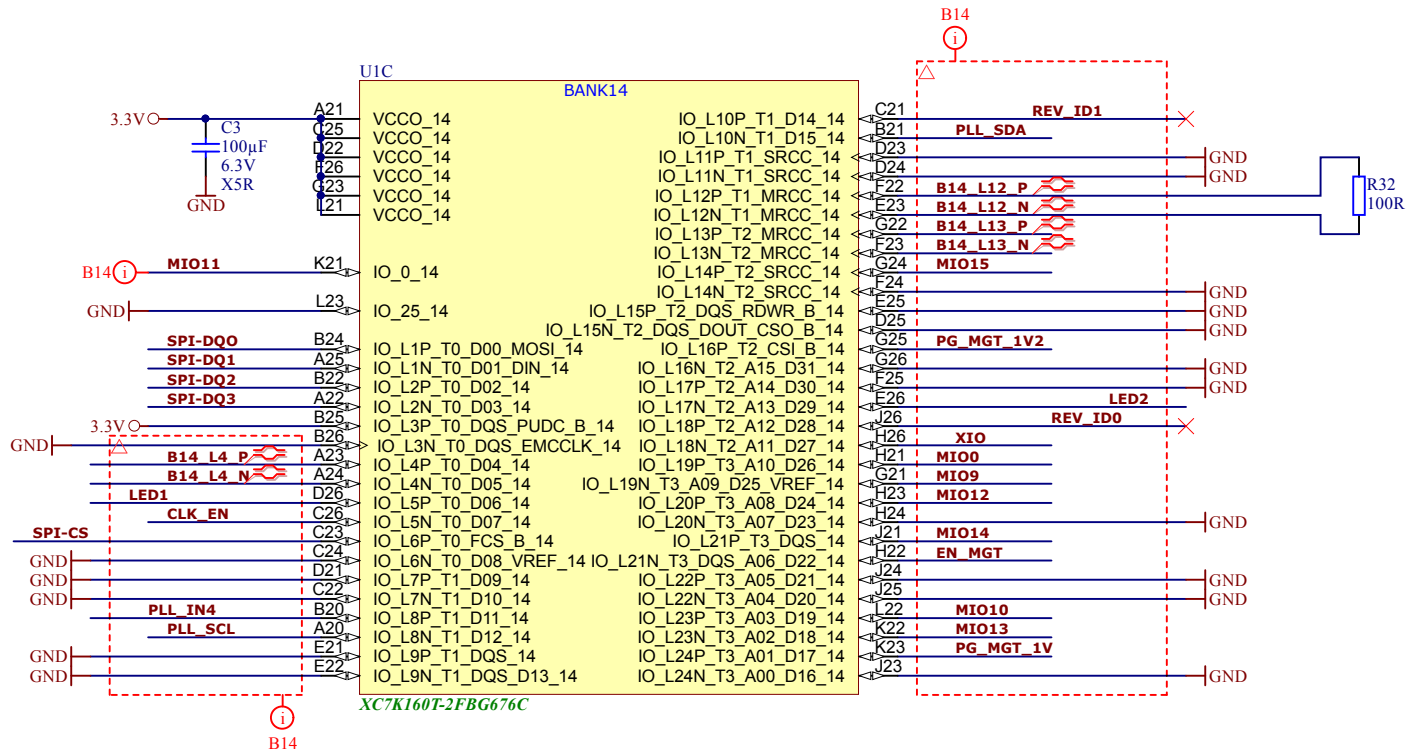 B14
U1C
BANK14
3.3V
C3
100µF
6.3V
X5R
GND
A21 VCCO_14
C25 VCCO_14
D22 VCCO_14
F26 VCCO_14
G23 VCCO_14
L21 VCCO_14
B14 i MIO11 K21 IO_0_14
GND L23 IO_25_14
SPI-DQ0 B24 IO_L1P_T0_D00_MOSI_14
SPI-DQ1 A25 IO_L1N_T0_D01_DIN_14
SPI-DQ2 B22 IO_L2P_T0_D02_14
SPI-DQ3 A22 IO_L2N_T0_D03_14
3.3V B25 IO_L3P_T0_DQS_PUDC_B_14
GND B26 IO_L3N_T0_DQS_EMCCLK_14
B14_L4_P A23 IO_L4P_T0_D04_14
B14_L4_N A24 IO_L4N_T0_D05_14
LED1 D26 IO_L5P_T0_D06_14
CLK_EN C26 IO_L5N_T0_D07_14
SPI-CS C23 IO_L6P_T0_FCS_B_14
GND C24 IO_L6N_T0_D08_VREF_14
GND D21 IO_L7P_T1_D09_14
GND C22 IO_L7N_T1_D10_14
PLL_IN4 B20 IO_L8P_T1_D11_14
PLL_SCL A20 IO_L8N_T1_D12_14
GND E21 IO_L9P_T1_DQS_14
GND E22 IO_L9N_T1_DQS_D13_14
i
IO_L10P_T1_D14_14 C21 REV_ID1
IO_L10N_T1_D15_14 B21 PLL_SDA
IO_L11P_T1_SRCC_14 D23 GND
IO_L11N_T1_SRCC_14 D24 GND
IO_L12P_T1_MRCC_14 F22 B14_L12_P
IO_L12N_T1_MRCC_14 E23 B14_L12_N
R32
100R
IO_L13P_T2_MRCC_14 G22 B14_L13_P
IO_L13N_T2_MRCC_14 F23 B14_L13_N
IO_L14P_T2_SRCC_14 G24 MIO15
IO_L14N_T2_SRCC_14 F24 GND
IO_L15P_T2_DQS_RDWR_B_14 E25 GND
IO_L15N_T2_DQS_DOUT_CSO_B_14 D25 GND
IO_L16P_T2_CSI_B_14 G25 PG_MGT_1V2
IO_L16N_T2_A15_D31_14 G26 GND
IO_L17P_T2_A14_D30_14 F25 GND
IO_L17N_T2_A13_D29_14 E26 LED2
IO_L18P_T2_A12_D28_14 J26 REV_ID0
IO_L18N_T2_A11_D27_14 H26 XIO
IO_L19P_T3_A10_D26_14 H21 MIO0
IO_L19N_T3_A09_D25_VREF_14 G21 MIO9
IO_L20P_T3_A08_D24_14 H23 MIO12
IO_L20N_T3_A07_D23_14 H24 GND
IO_L21P_T3_DQS_14 J21 MIO14
IO_L21N_T3_DQS_A06_D22_14 H22 EN_MGT
IO_L22P_T3_A05_D21_14 J24 GND
IO_L22N_T3_A04_D20_14 J25 GND
IO_L23P_T3_A03_D19_14 L22 MIO10
IO_L23N_T3_A02_D18_14 K22 MIO13
IO_L24P_T3_A01_D17_14 K23 PG_MGT_1V
IO_L24N_T3_A00_D16_14 J23 GND
XC7K160T-2FBG676C
i
B14